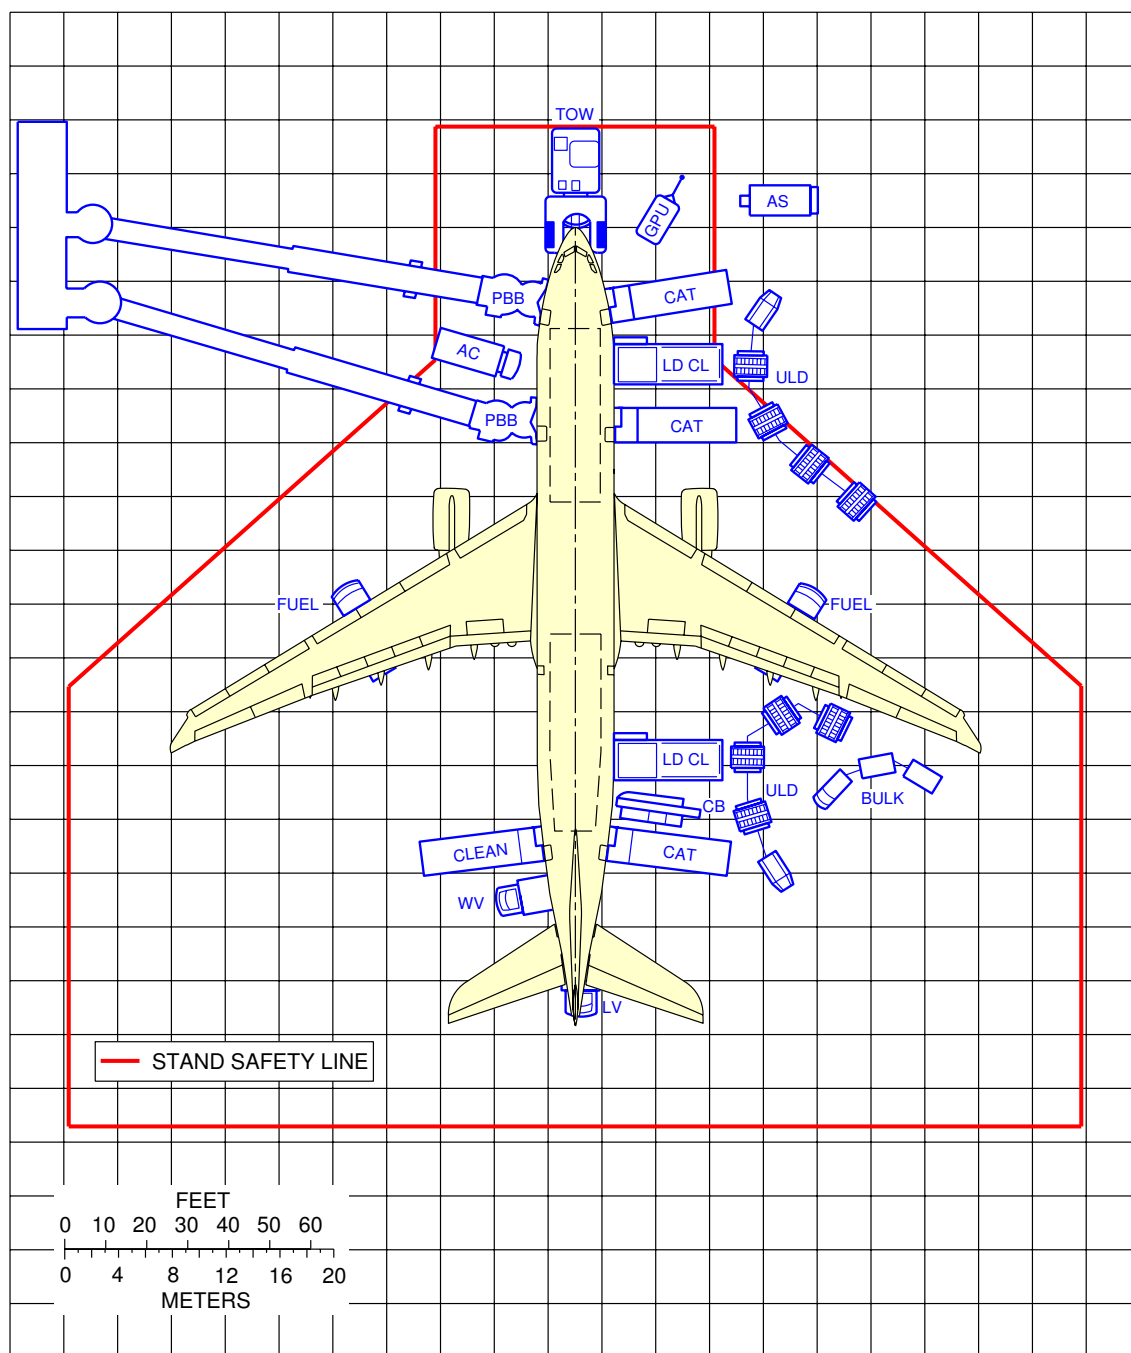 TOW
GPU
AS
PBB
CAT
AC
LD CL
ULD
PBB
CAT
FUEL
FUEL
LD CL
ULD
BULK
CB
CLEAN
CAT
WV
LV
STAND SAFETY LINE
FEET
0 10 20 30 40 50 60
0 4 8 12 16 20
METERS